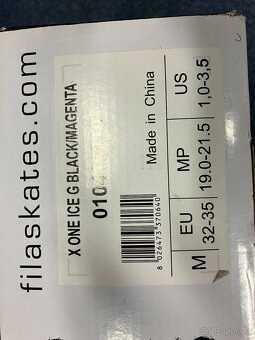 filaskates.com
X ONE ICE G BLACK/MAGENTA
Made in China
8 026473 370640
M
EU
MP
US
32-35
19.0-21.5
1,0-3,5